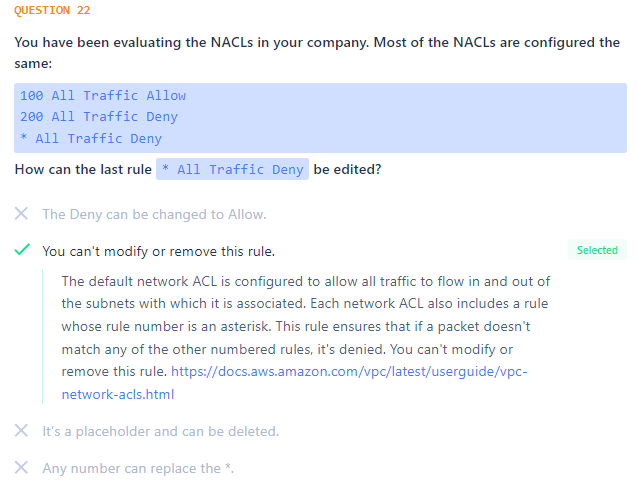 QUESTION 22
You have been evaluating the NACLs in your company. Most of the NACLs are configured the
same:
100 All Traffic Allow
200 All Traffic Deny
* All Traffic Deny
How can the last rule * All Traffic Deny be edited?
The Deny can be changed to Allow.
You can't modify or remove this rule.
Selected
The default network ACL is configured to allow all traffic to flow in and out of
the subnets with which it is associated. Each network ACL also includes a rule
whose rule number is an asterisk. This rule ensures that if a packet doesn't
match any of the other numbered rules, it's denied. You can't modify or
remove this rule. https://docs.aws.amazon.com/vpc/latest/userguide/vpc-
network-acls.html
It's a placeholder and can be deleted.
Any number can replace the *.